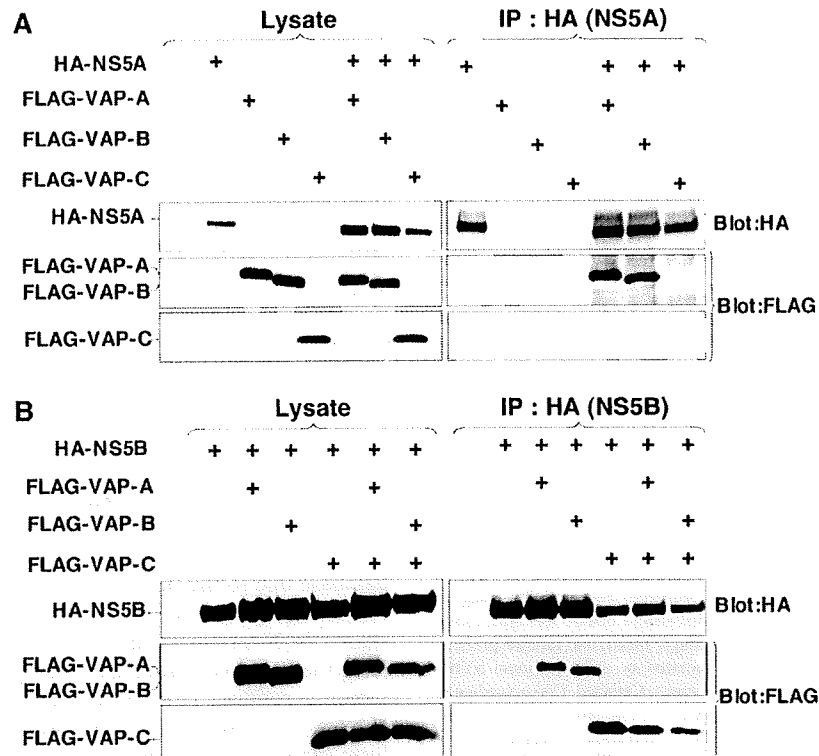 A
Lysate
IP : HA (NS5A)
HA-NS5A + + + + + + + +
FLAG-VAP-A + + + +
FLAG-VAP-B + + + +
FLAG-VAP-C + + + +
HA-NS5A
Blot:HA
FLAG-VAP-A
FLAG-VAP-B
Blot:FLAG
FLAG-VAP-C
B
Lysate
IP : HA (NS5B)
HA-NS5B + + + + + + + + + + + +
FLAG-VAP-A + + + +
FLAG-VAP-B + + + +
FLAG-VAP-C + + + + + +
HA-NS5B
Blot:HA
FLAG-VAP-A
FLAG-VAP-B
Blot:FLAG
FLAG-VAP-C